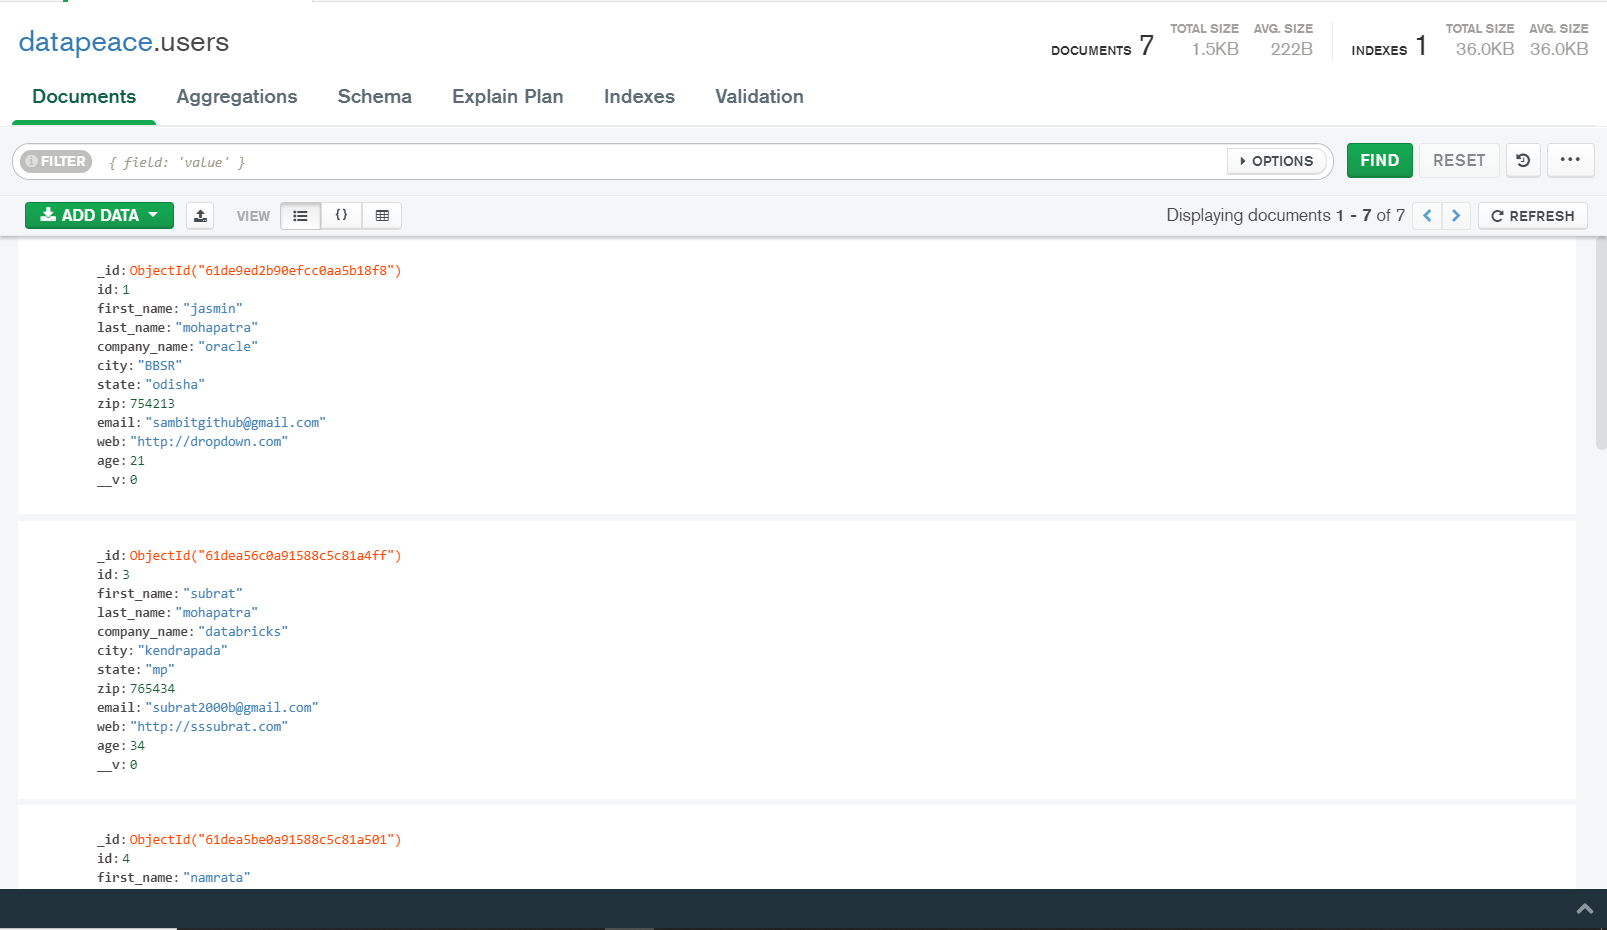 datapeace.users
DOCUMENTS 7 TOTAL SIZE 1.5KB AVG. SIZE 222B INDEXES 1 TOTAL SIZE 36.0KB AVG. SIZE 36.0KB
Documents Aggregations Schema Explain Plan Indexes Validation
FILTER { field: 'value' } OPTIONS FIND RESET
ADD DATA VIEW { } Displaying documents 1 - 7 of 7 REFRESH
_id: ObjectId("61de9ed2b90efcc0aa5b18f8")
id: 1
first_name: "jasmin"
last_name: "mohapatra"
company_name: "oracle"
city: "BBSR"
state: "odisha"
zip: 754213
email: "sambitgithub@gmail.com"
web: "http://dropdown.com"
age: 21
__v: 0
_id: ObjectId("61dea56c0a91588c5c81a4ff")
id: 3
first_name: "subrat"
last_name: "mohapatra"
company_name: "databricks"
city: "kendrapada"
state: "mp"
zip: 765434
email: "subrat2000b@gmail.com"
web: "http://sssubrat.com"
age: 34
__v: 0
_id: ObjectId("61dea5be0a91588c5c81a501")
id: 4
first_name: "namrata"